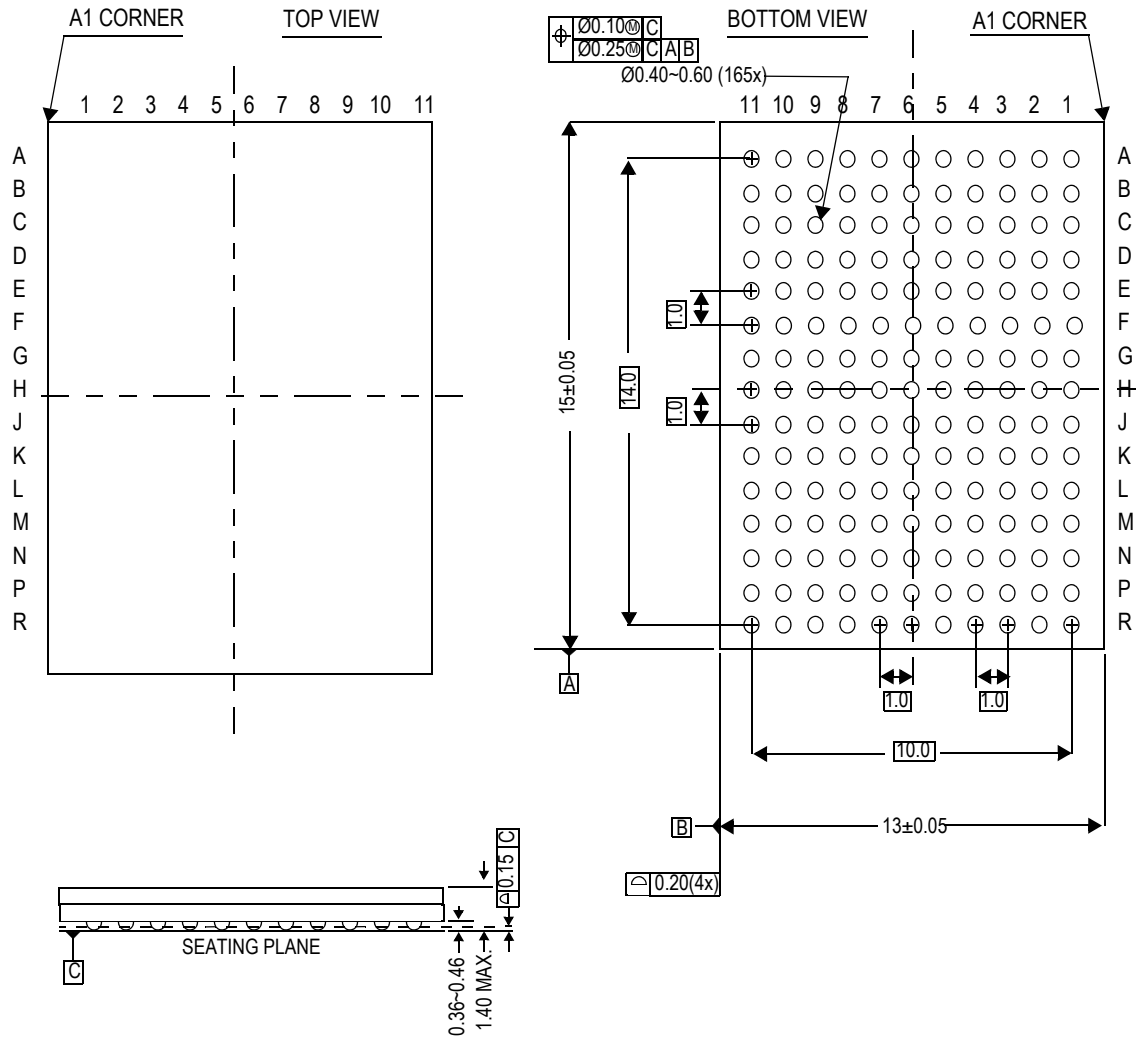 A1 CORNER
TOP VIEW
1 2 3 4 5 6 7 8 9 10 11
A
B
C
D
E
F
G
H
J
K
L
M
N
P
R
Ø0.10Ⓜ C
Ø0.25Ⓜ C A B
Ø0.40~0.60 (165x)
BOTTOM VIEW
A1 CORNER
11 10 9 8 7 6 5 4 3 2 1
A
B
C
D
E
F
G
H
J
K
L
M
N
P
R
1.0
15±0.05
14.0
1.0
A
1.0
1.0
10.0
B
13±0.05
0.20(4x)
0.15 C
SEATING PLANE
C
0.36~0.46
1.40 MAX.